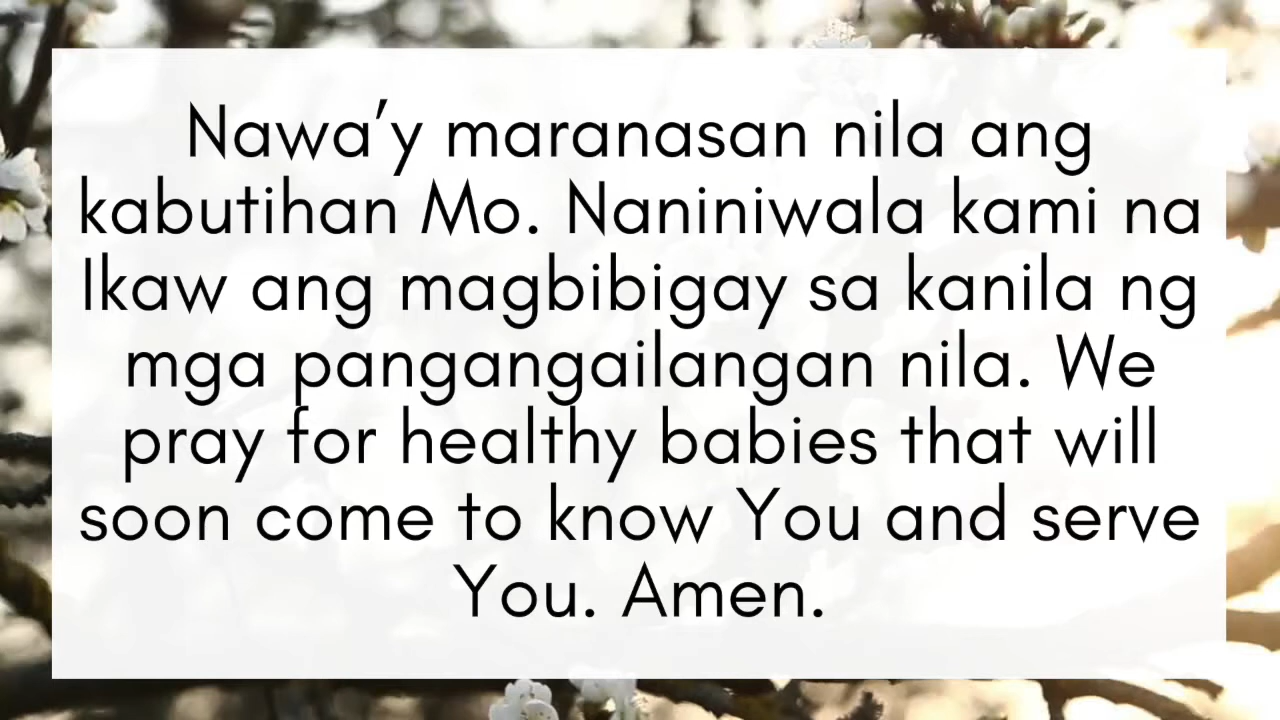 Nawa'y maranasan nila ang
kabutihan Mo. Naniniwala kami na
Ikaw ang magbibigay sa kanila ng
mga pangangailangan nila. We
pray for healthy babies that will
soon come to know You and serve
You. Amen.